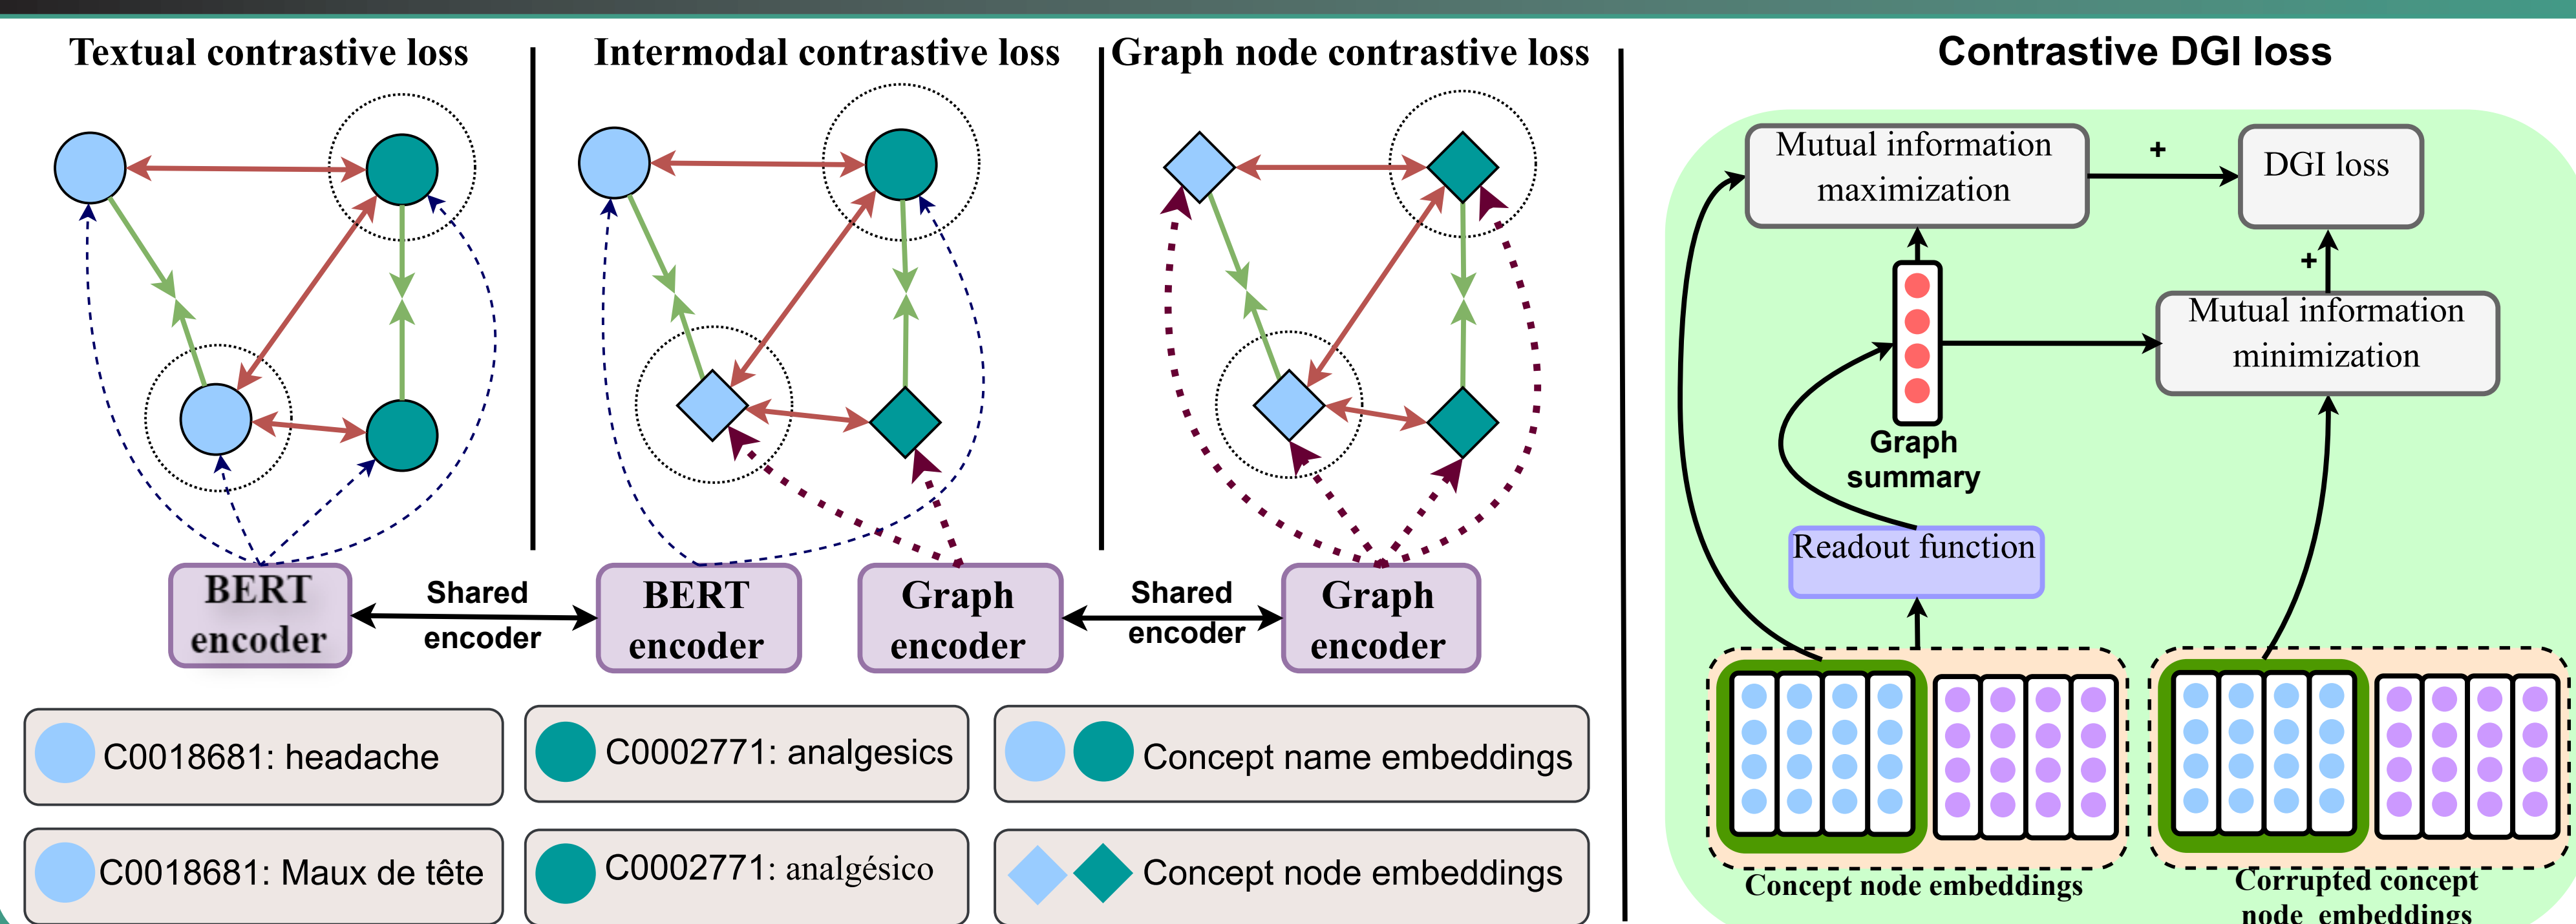 Textual contrastive loss
Intermodal contrastive loss
Graph node contrastive loss
Contrastive DGI loss
BERT
encoder
Shared
encoder
BERT
encoder
Graph
encoder
Shared
encoder
Graph
encoder
C0018681: headache
C0002771: analgesics
Concept name embeddings
C0018681: Maux de tête
C0002771: analgésico
Concept node embeddings
Mutual information
maximization
+
DGI loss
+
Mutual information
minimization
Graph
summary
Readout function
Concept node embeddings
Corrupted concept
node embeddings